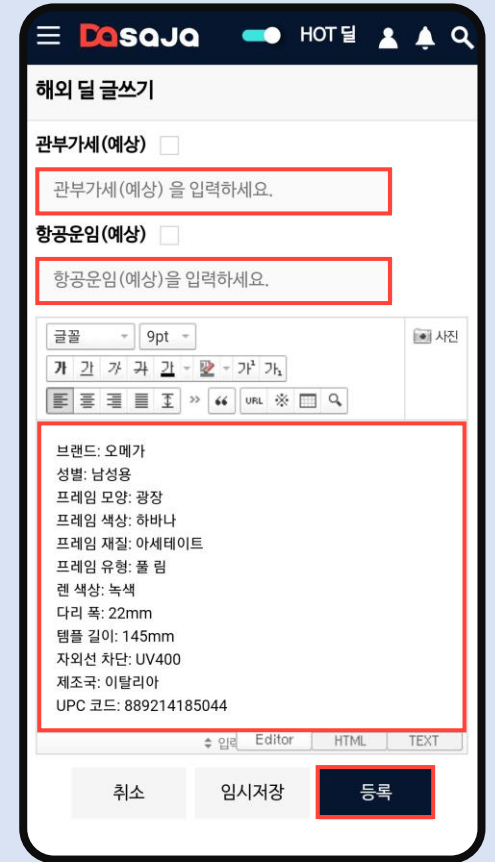 DasaJa HOT딜
해외 딜 글쓰기
관부가세(예상)
관부가세(예상) 을 입력하세요.
항공운임(예상)
항공운임(예상)을 입력하세요.
글꼴 9pt 사진
가 가 가 가 가 가¹ 가₁
URL
브랜드: 오메가
성별: 남성용
프레임 모양: 광장
프레임 색상: 하바나
프레임 재질: 아세테이트
프레임 유형: 풀 림
렌 색상: 녹색
다리 폭: 22mm
템플 길이: 145mm
자외선 차단: UV400
제조국: 이탈리아
UPC 코드: 889214185044
Editor HTML TEXT
취소 임시저장 등록